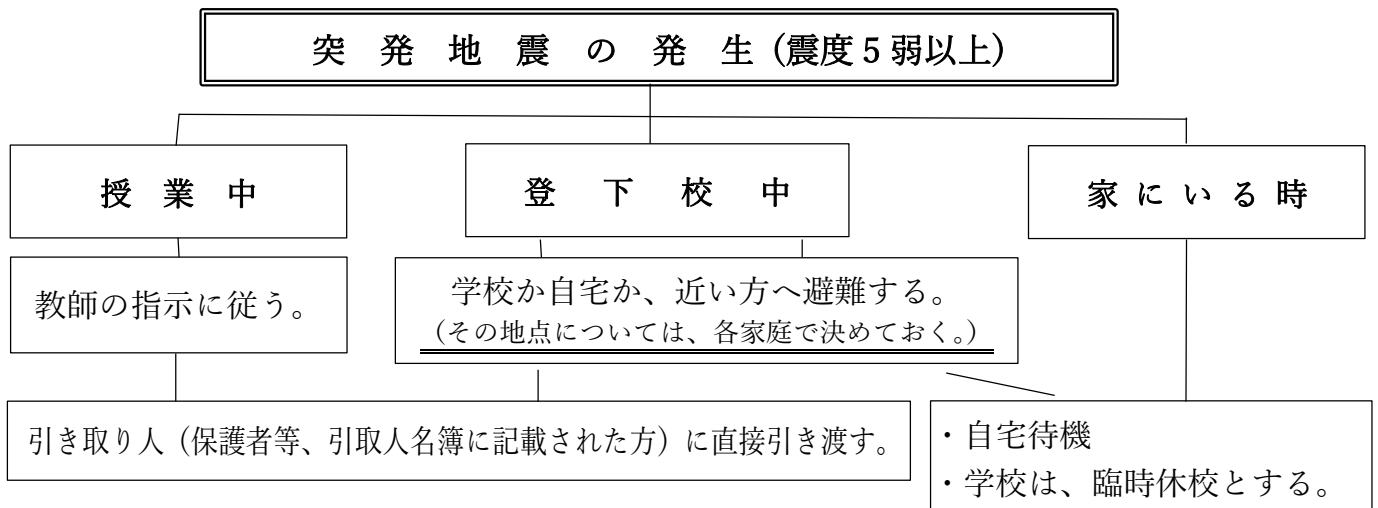 突発地震の発生(震度5弱以上)
授業中
登下校中
家にいる時
教師の指示に従う。
学校か自宅か、近い方へ避難する。
(その地点については、各家庭で決めておく。)
引き取り人(保護者等、引取人名簿に記載された方)に直接引き渡す。
・自宅待機
・学校は、臨時休校とする。